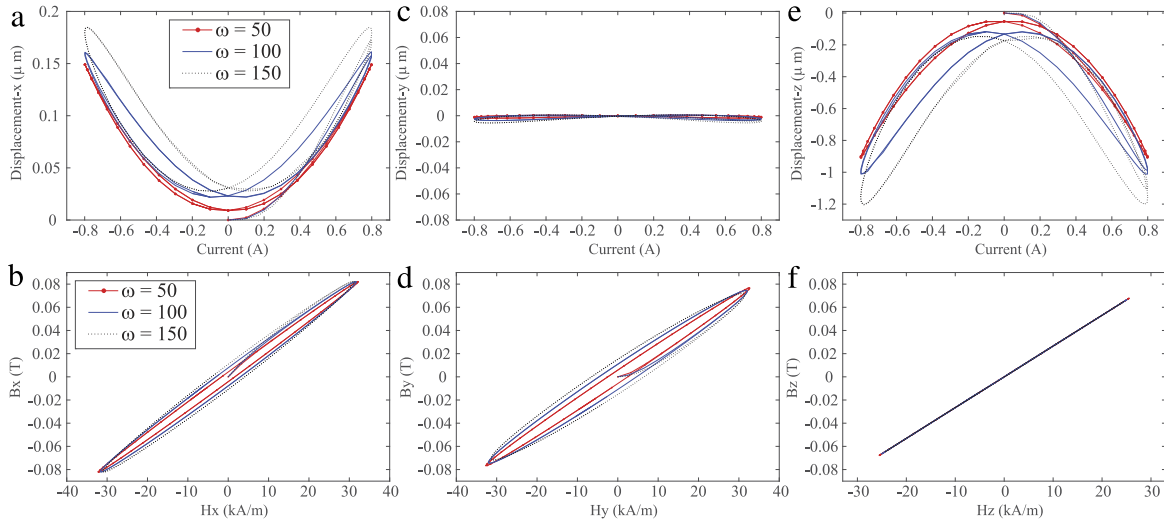 a
0.2
0.15
0.1
0.05
0
Displacement-x (μ m)
ω = 50
ω = 100
ω = 150
-0.8 -0.6 -0.4 -0.2 0 0.2 0.4 0.6 0.8
Current (A)
c
0.08
0.06
0.04
0.02
0
-0.02
-0.04
-0.06
-0.08
Displacement-y (μ m)
-0.8 -0.6 -0.4 -0.2 0 0.2 0.4 0.6 0.8
Current (A)
e
0
-0.2
-0.4
-0.6
-0.8
-1
-1.2
Displacement-z (μ m)
-0.8 -0.6 -0.4 -0.2 0 0.2 0.4 0.6 0.8
Current (A)
b
0.08
0.06
0.04
0.02
0
-0.02
-0.04
-0.06
-0.08
Bx (T)
ω = 50
ω = 100
ω = 150
-40 -30 -20 -10 0 10 20 30 40
Hx (kA/m)
d
0.08
0.06
0.04
0.02
0
-0.02
-0.04
-0.06
-0.08
By (T)
-40 -30 -20 -10 0 10 20 30 40
Hy (kA/m)
f
0.08
0.06
0.04
0.02
0
-0.02
-0.04
-0.06
-0.08
Bz (T)
-30 -20 -10 0 10 20 30
Hz (kA/m)